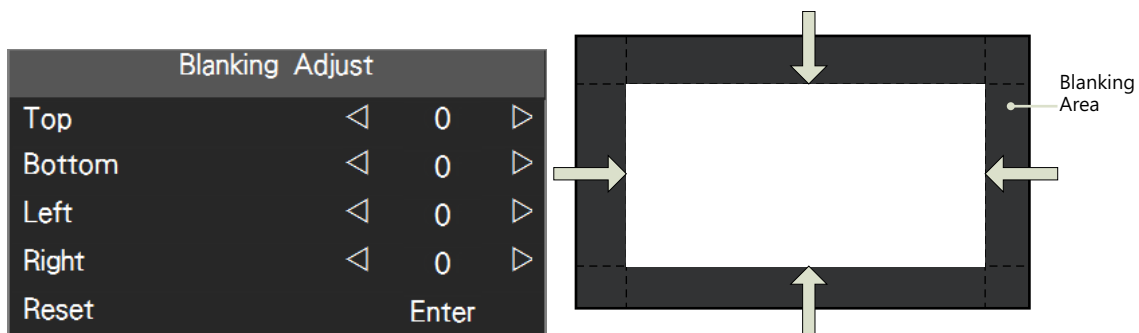 Blanking Adjust
Top ◁ 0 ▷
Bottom ◁ 0 ▷
Left ◁ 0 ▷
Right ◁ 0 ▷
Reset Enter
Blanking
Area